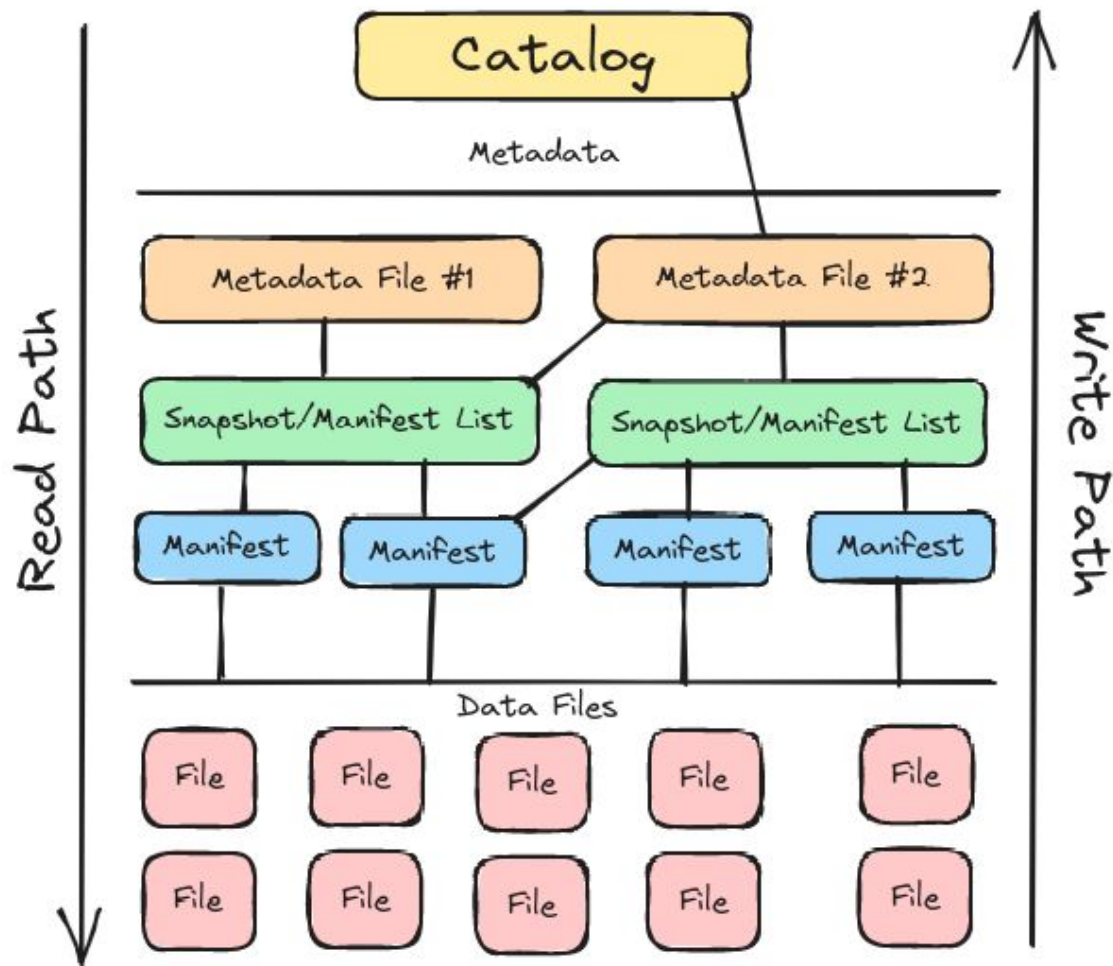 Catalog
Metadata
Metadata File #1
Metadata File #2
Snapshot/Manifest List
Snapshot/Manifest List
Manifest
Manifest
Manifest
Manifest
Data Files
File
File
File
File
File
File
File
File
File
File
Read Path
Write Path